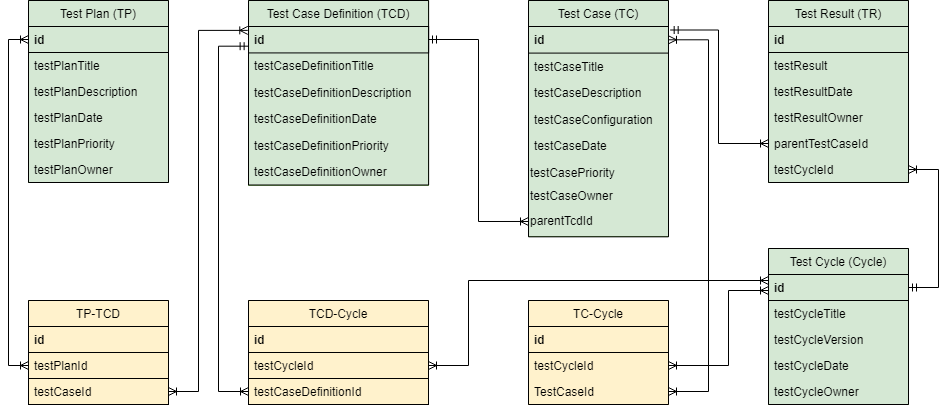 Test Plan (TP)
id
testPlanTitle
testPlanDescription
testPlanDate
testPlanPriority
testPlanOwner
Test Case Definition (TCD)
id
testCaseDefinitionTitle
testCaseDefinitionDescription
testCaseDefinitionDate
testCaseDefinitionPriority
testCaseDefinitionOwner
Test Case (TC)
id
testCaseTitle
testCaseDescription
testCaseConfiguration
testCaseDate
testCasePriority
testCaseOwner
parentTcdId
Test Result (TR)
id
testResult
testResultDate
testResultOwner
parentTestCaseId
testCycleId
TP-TCD
id
testPlanId
testCaseId
TCD-Cycle
id
testCycleId
testCaseDefinitionId
TC-Cycle
id
testCycleId
TestCaseId
Test Cycle (Cycle)
id
testCycleTitle
testCycleVersion
testCycleDate
testCycleOwner